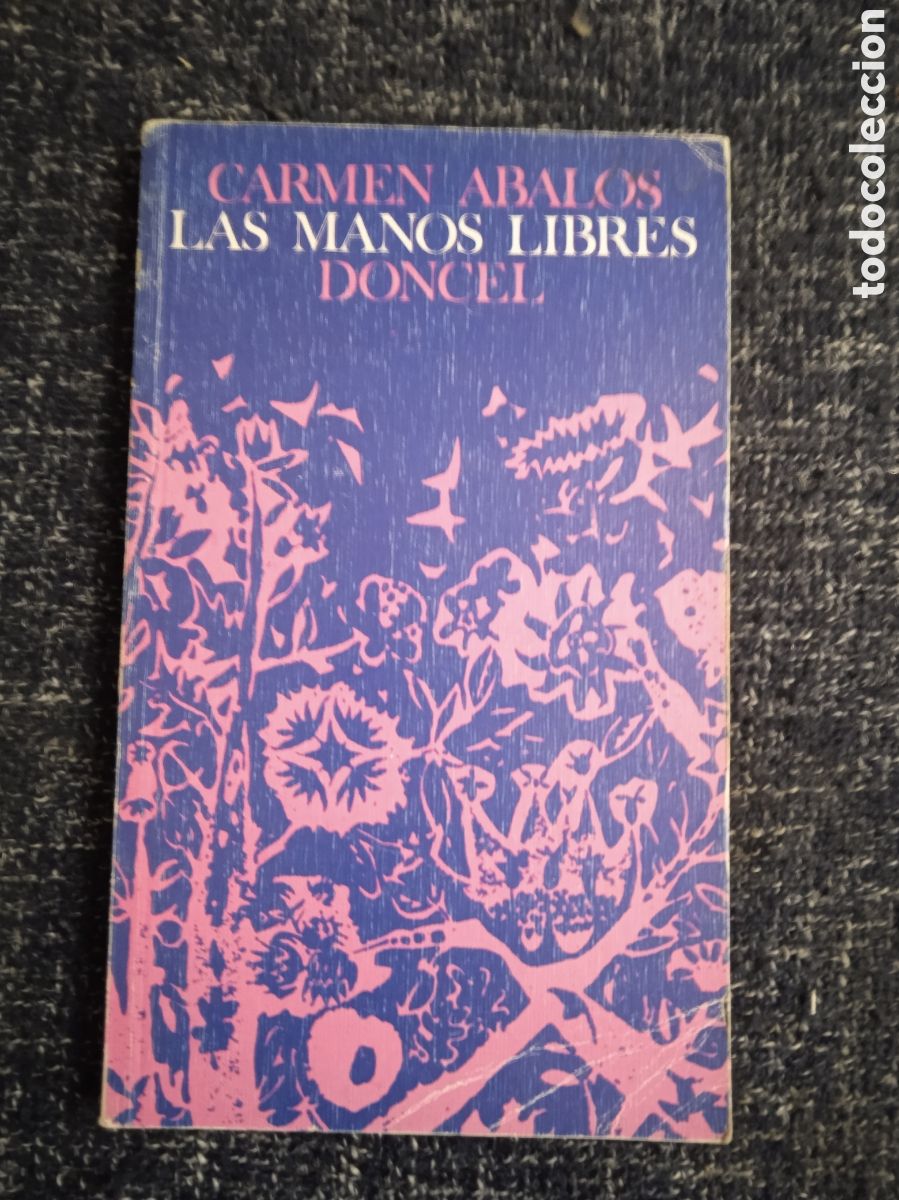 CARMEN ABALOS
LAS MANOS LIBRES
DONCEL
todocoleccion